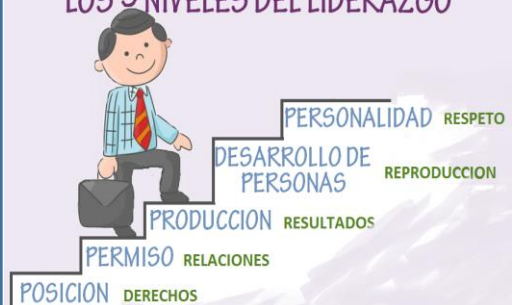 LOS 5 NIVELES DEL LIDERAZGO
PERSONALIDAD RESPETO
DESARROLLO DE
PERSONAS REPRODUCCION
PRODUCCION RESULTADOS
PERMISO RELACIONES
POSICION DERECHOS